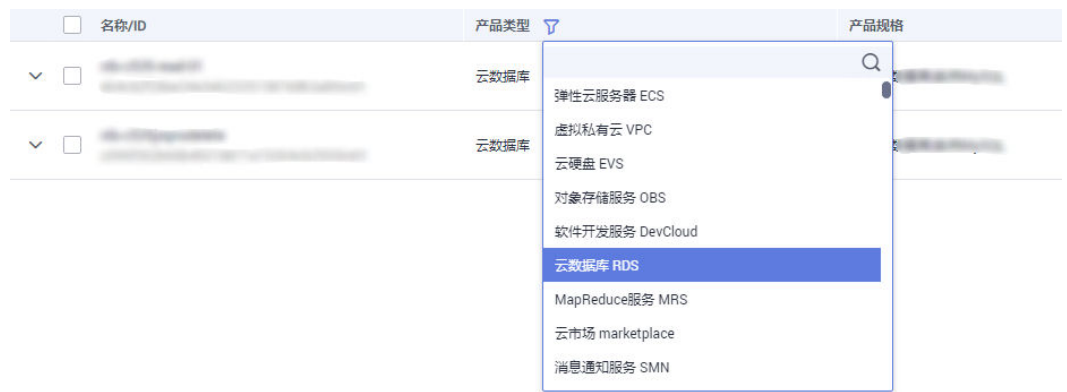 名称/ID 产品类型 产品规格
云数据库
弹性云服务器 ECS
虚拟私有云 VPC
云数据库
云硬盘 EVS
对象存储服务 OBS
软件开发服务 DevCloud
云数据库 RDS
MapReduce服务 MRS
云市场 marketplace
消息通知服务 SMN